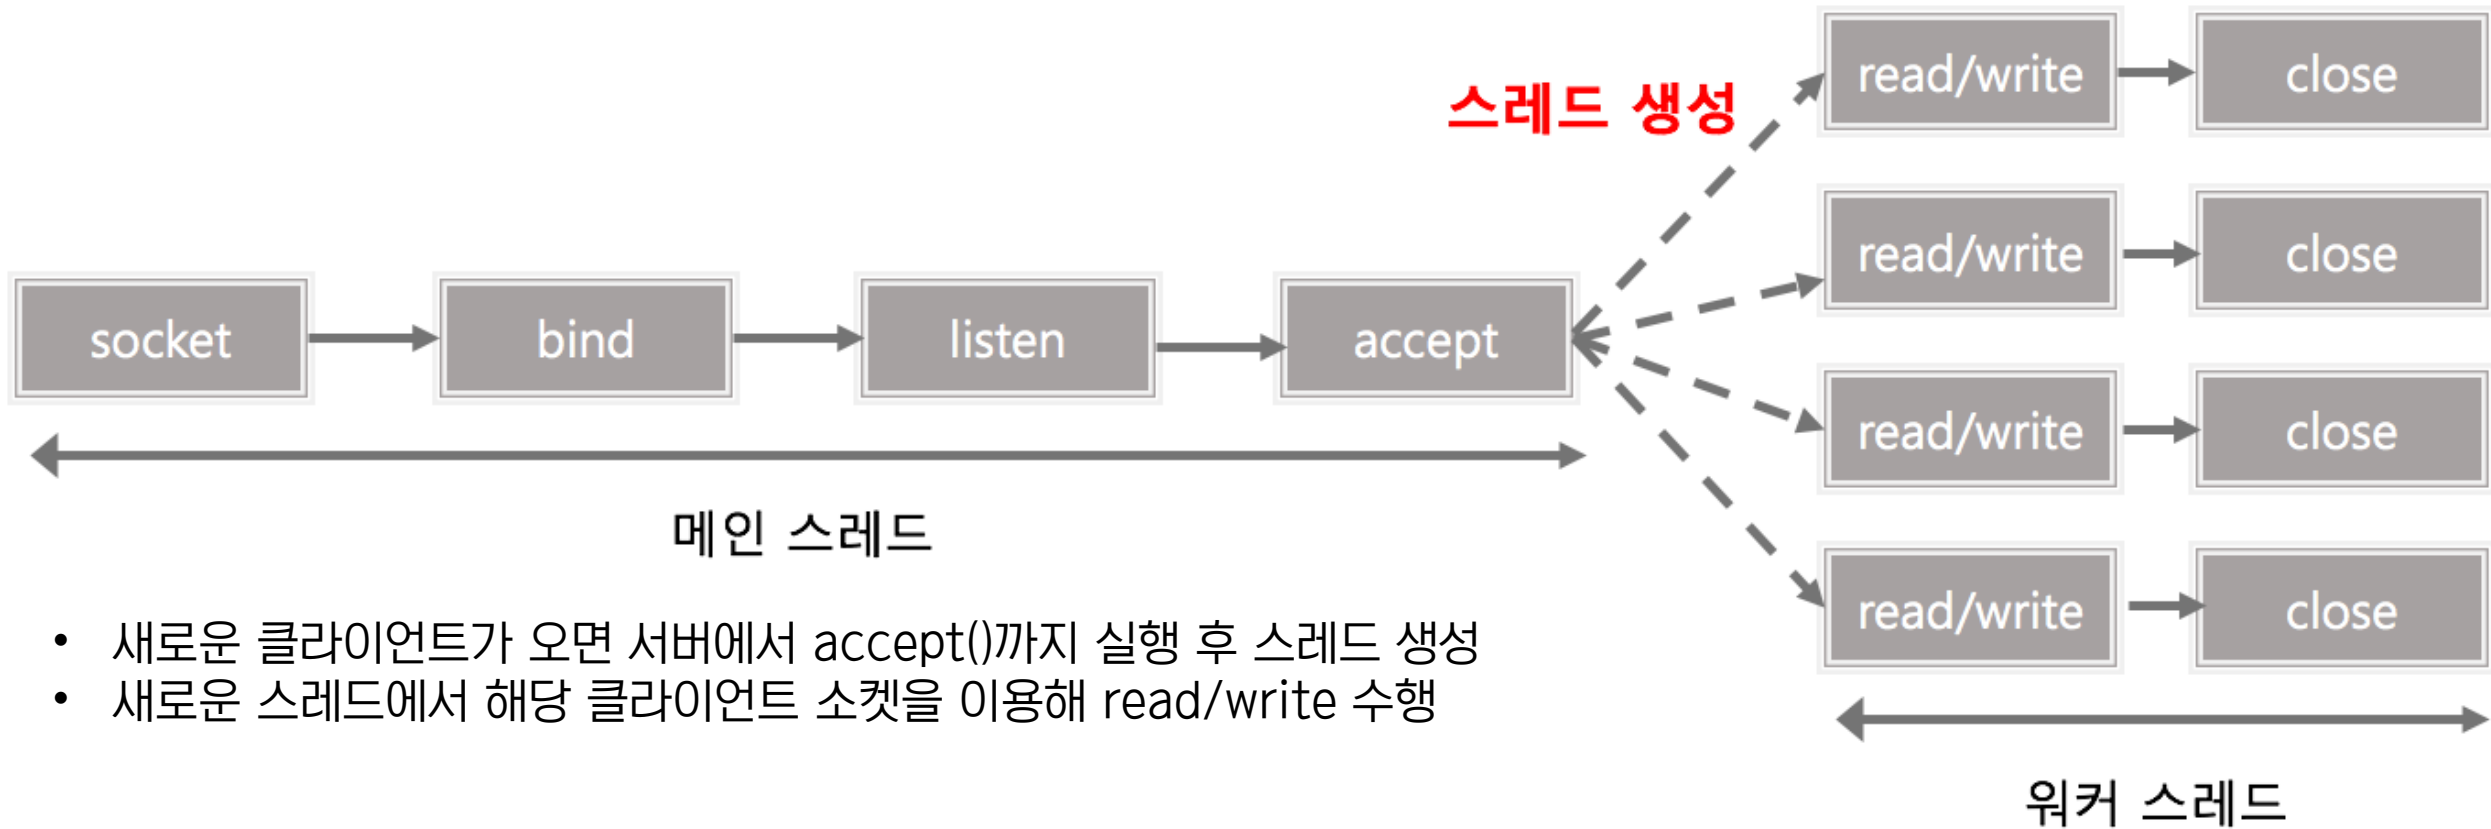 read/write close
스레드 생성
read/write close
socket bind listen accept
read/write close
메인 스레드
read/write close
• 새로운 클라이언트가 오면 서버에서 accept()까지 실행 후 스레드 생성
• 새로운 스레드에서 해당 클라이언트 소켓을 이용해 read/write 수행
워커 스레드